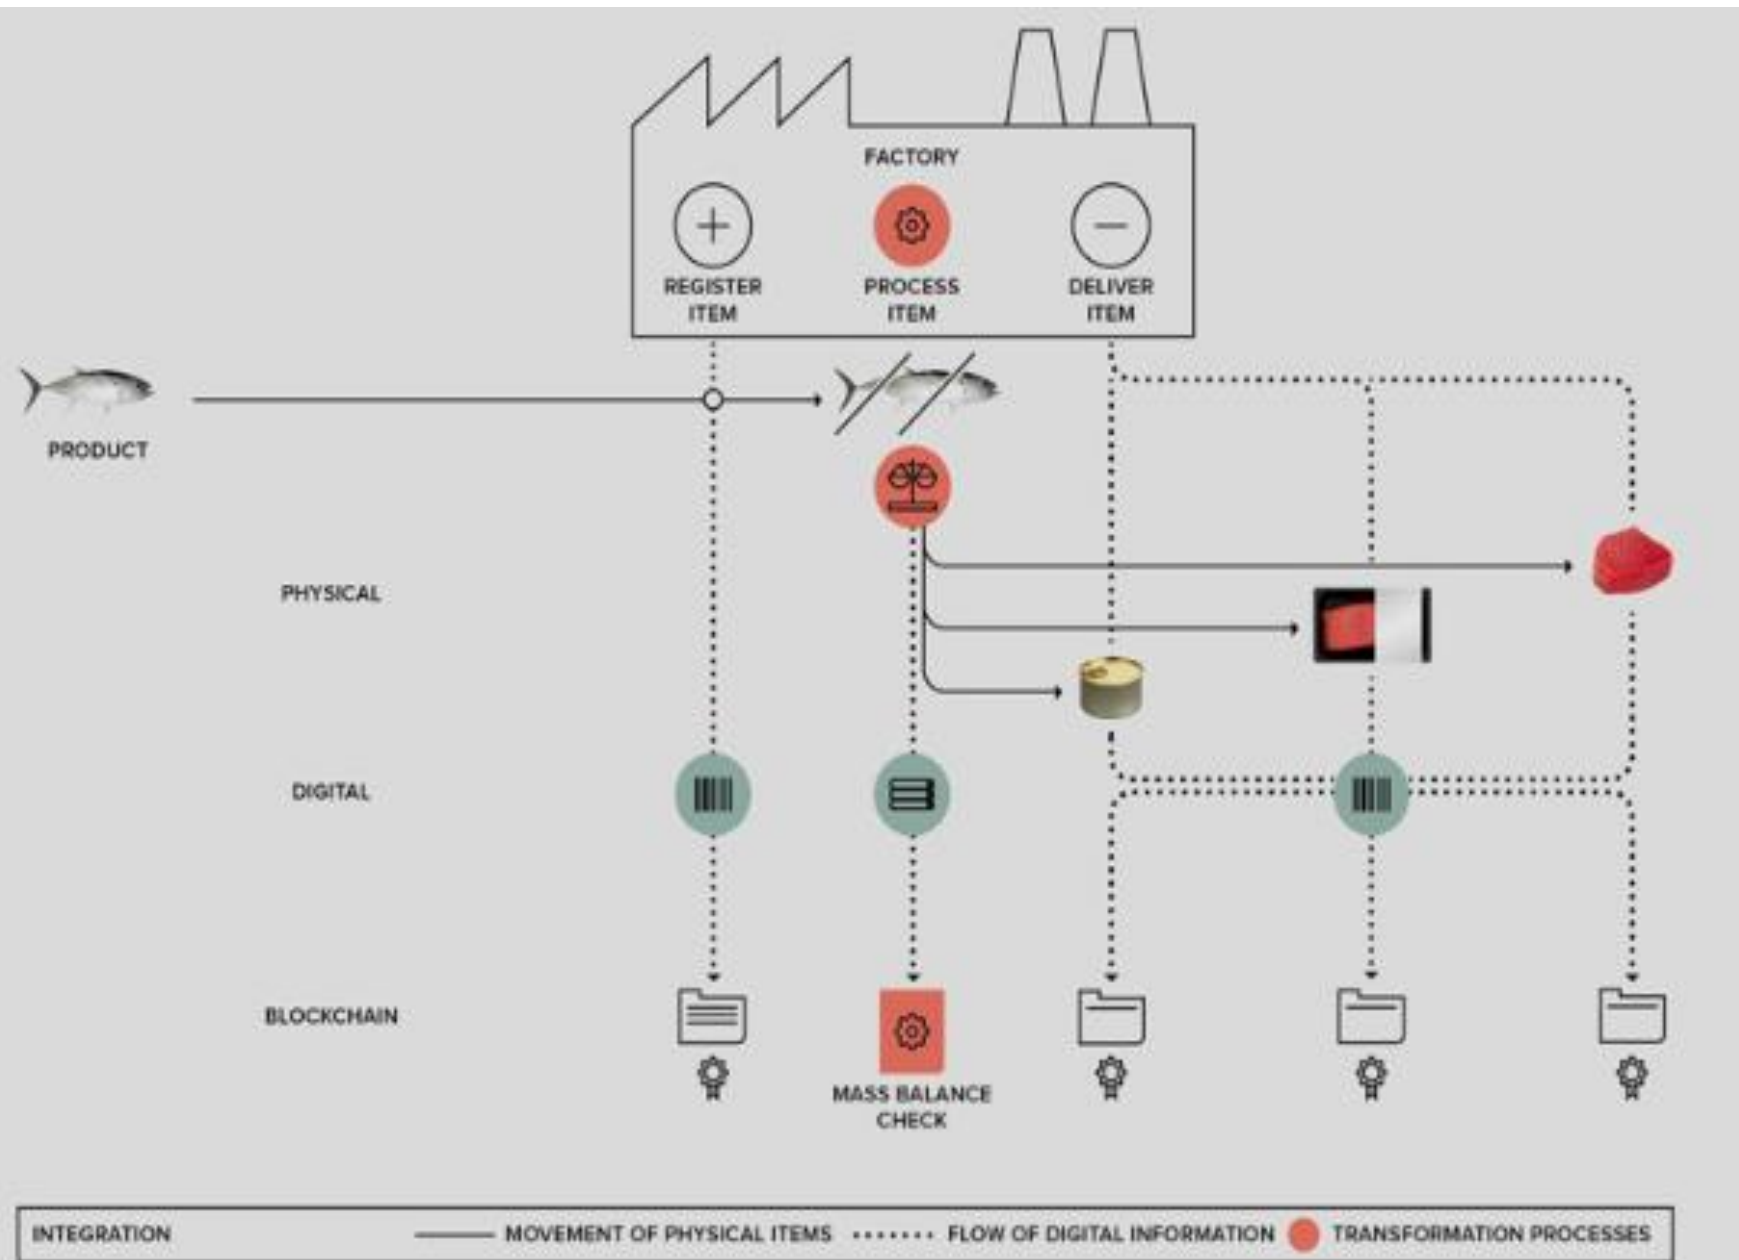 FACTORY
REGISTER
ITEM
PROCESS
ITEM
DELIVER
ITEM
PRODUCT
PHYSICAL
DIGITAL
BLOCKCHAIN
MASS BALANCE
CHECK
INTEGRATION MOVEMENT OF PHYSICAL ITEMS FLOW OF DIGITAL INFORMATION TRANSFORMATION PROCESSES